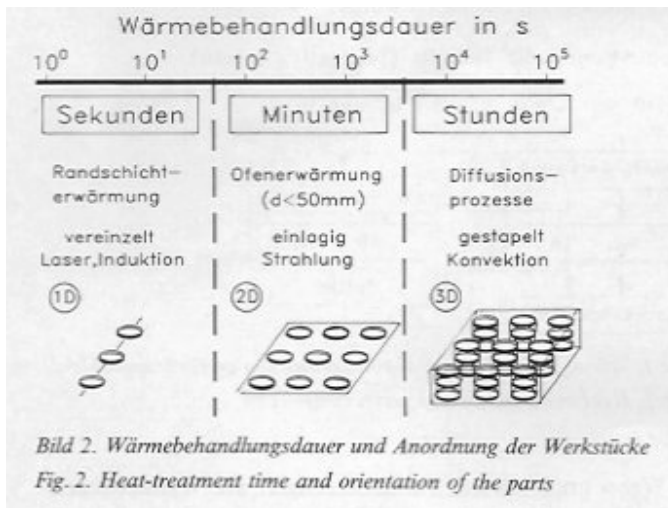 Wärmebehandlungsdauer in s
10⁰ 10¹ 10² 10³ 10⁴ 10⁵
Sekunden Minuten Stunden
Randschicht- Ofenerwärmung Diffusions-
erwärmung (d<50mm) prozesse
vereinzelt einlagig gestapelt
Laser,Induktion Strahlung Konvektion
1D 2D 3D
Bild 2. Wärmebehandlungsdauer und Anordnung der Werkstücke
Fig. 2. Heat-treatment time and orientation of the parts